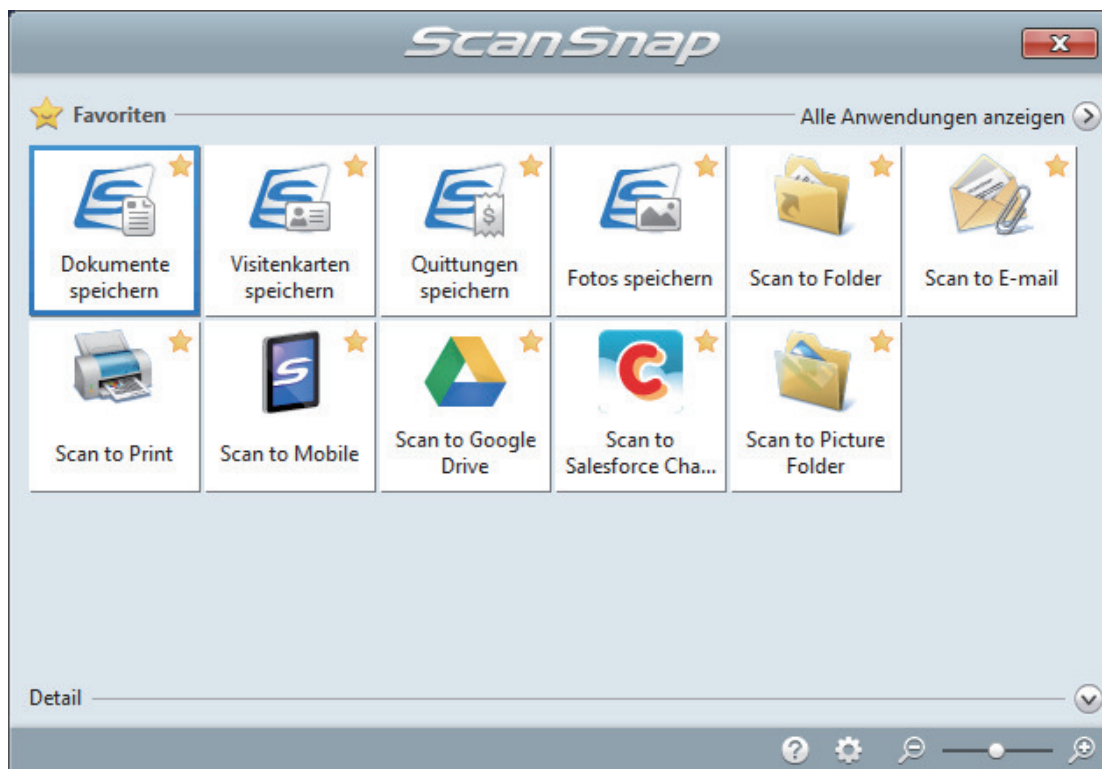 ScanSnap
Favoriten
Alle Anwendungen anzeigen
Dokumente
speichern
Visitenkarten
speichern
Quittungen
speichern
Fotos speichern
Scan to Folder
Scan to E-mail
Scan to Print
Scan to Mobile
Scan to Google
Drive
Scan to
Salesforce Cha...
Scan to Picture
Folder
Detail